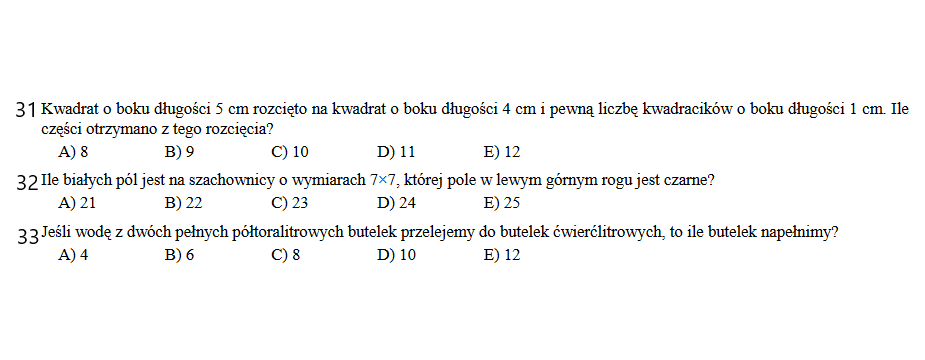 31 Kwadrat o boku długości 5 cm rozcięto na kwadrat o boku długości 4 cm i pewną liczbę kwadracików o boku długości 1 cm. Ile
części otrzymano z tego rozcięcia?
A) 8 B) 9 C) 10 D) 11 E) 12
32 Ile białych pól jest na szachownicy o wymiarach 7×7, której pole w lewym górnym rogu jest czarne?
A) 21 B) 22 C) 23 D) 24 E) 25
33 Jeśli wodę z dwóch pełnych półtoralitrowych butelek przelejemy do butelek ćwierćlitrowych, to ile butelek napełnimy?
A) 4 B) 6 C) 8 D) 10 E) 12